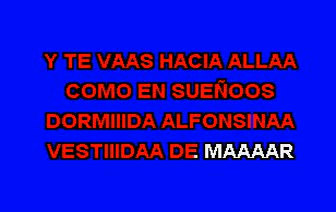 Y TE VAAS HACIA ALLAA
COMO EN SUEÑOOS
DORMIIIDA ALFONSINAA
VESTIIIDAA DE MAAAAR